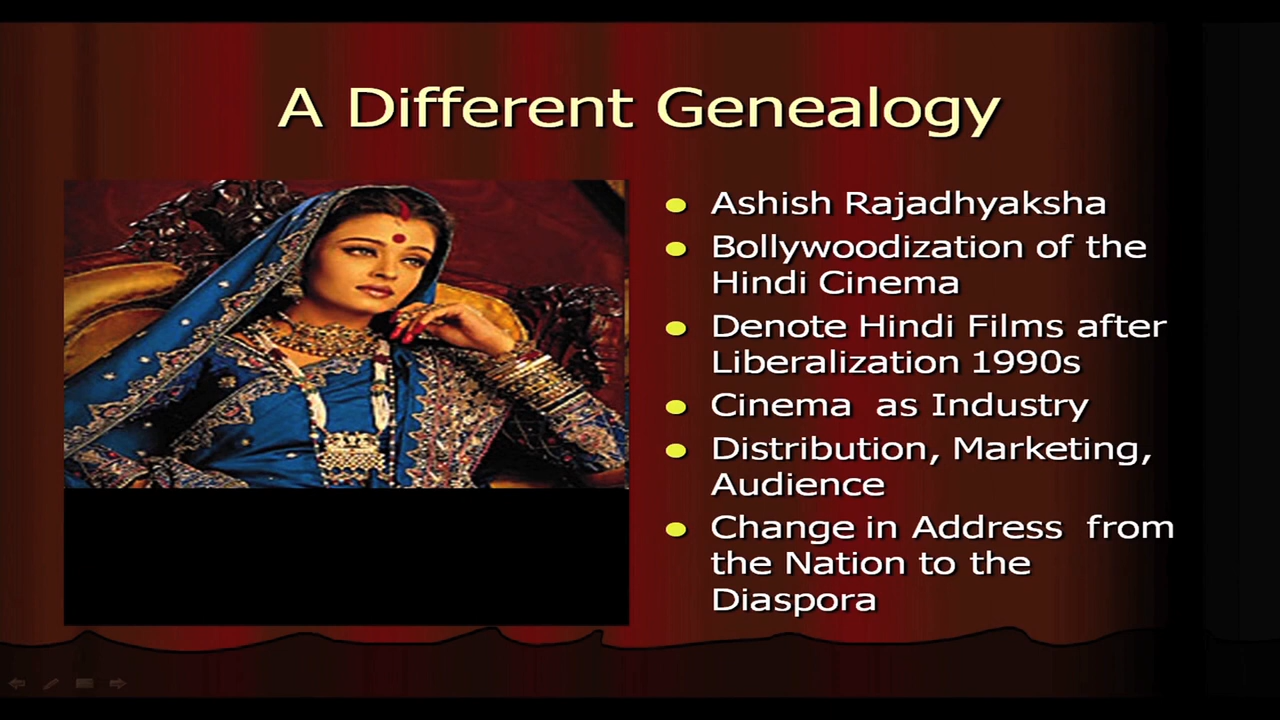 A Different Genealogy
Ashish Rajadhyaksha
Bollywoodization of the
Hindi Cinema
Denote Hindi Films after
Liberalization 1990s
Cinema as Industry
Distribution, Marketing,
Audience
Change in Address from
the Nation to the
Diaspora